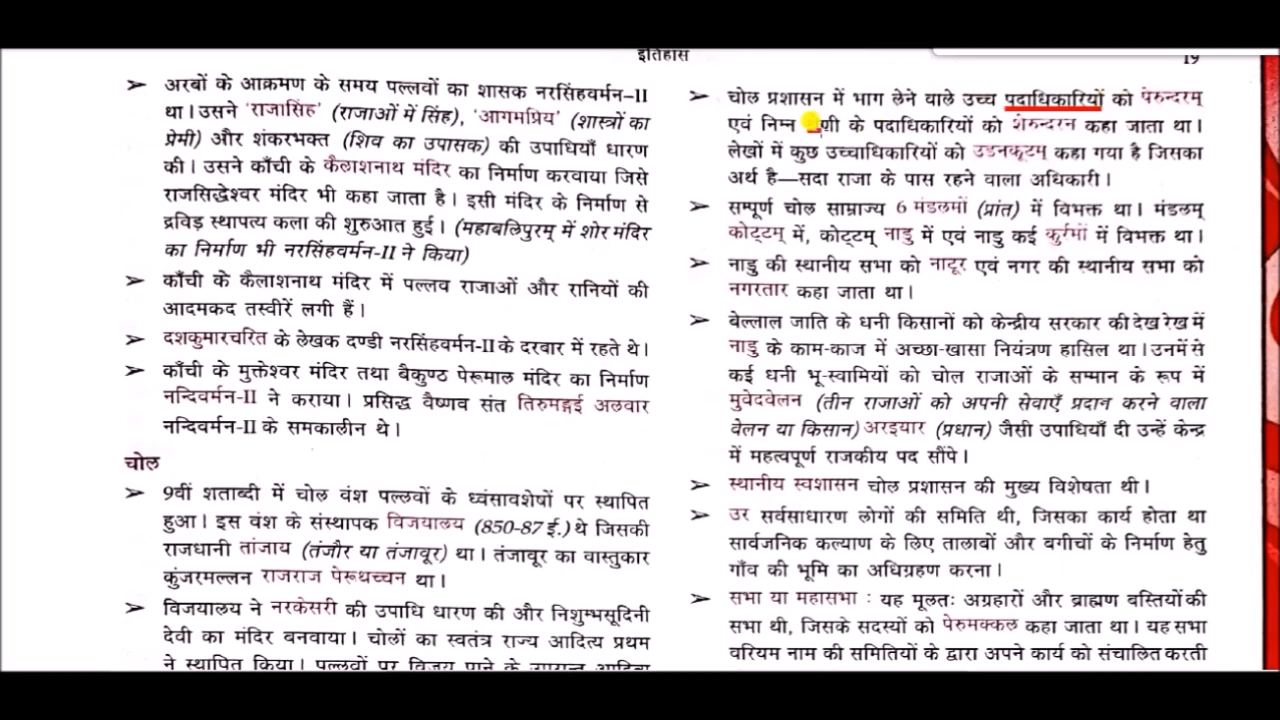 इतिहास
19
➢ अरबों के आक्रमण के समय पल्लवों का शासक नरसिंहवर्मन–II
था। उसने 'राजासिंह' (राजाओं में सिंह), 'आगमप्रिय' (शास्त्रों का
प्रेमी) और शंकरभक्त (शिव का उपासक) की उपाधियाँ धारण
की। उसने काँची के कैलाशनाथ मंदिर का निर्माण करवाया जिसे
राजसिद्धेश्वर मंदिर भी कहा जाता है। इसी मंदिर के निर्माण से
द्रविड़ स्थापत्य कला की शुरुआत हुई। (महाबलिपुरम् में शोर मंदिर
का निर्माण भी नरसिंहवर्मन-II ने किया)
➢ काँची के कैलाशनाथ मंदिर में पल्लव राजाओं और रानियों की
आदमकद तस्वीरें लगी हैं।
➢ दशकुमारचरित के लेखक दण्डी नरसिंहवर्मन-II के दरबार में रहते थे।
➢ काँची के मुक्तेश्वर मंदिर तथा बैकुण्ठ पेरूमाल मंदिर का निर्माण
नन्दिवर्मन-II ने कराया। प्रसिद्ध वैष्णव संत तिरुमङ्गई अलवार
नन्दिवर्मन-II के समकालीन थे।
चोल
➢ 9वीं शताब्दी में चोल वंश पल्लवों के ध्वंसावशेषों पर स्थापित
हुआ। इस वंश के संस्थापक विजयालय (850-87 ई.) थे जिसकी
राजधानी तांजाय (तंजौर या तंजावूर) था। तंजावूर का वास्तुकार
कुंजरमल्लन राजराज पेरूथच्चन था।
➢ विजयालय ने नरकेसरी की उपाधि धारण की और निशुम्भसूदिनी
देवी का मंदिर बनवाया। चोलों का स्वतंत्र राज्य आदित्य प्रथम
ने स्थापित किया। पल्लवों पर विजय पाने के उपरान्त
➢ चोल प्रशासन में भाग लेने वाले उच्च पदाधिकारियों को पेरुन्दरम्
एवं निम्न के पदाधिकारियों को शेरुन्दरन कहा जाता था।
लेखों में कुछ उच्चाधिकारियों को उडनकूटम् कहा गया है जिसका
अर्थ है—सदा राजा के पास रहने वाला अधिकारी।
➢ सम्पूर्ण चोल साम्राज्य 6 मंडलमों (प्रांत) में विभक्त था। मंडलम्
कोट्टम् में, कोट्टम् नाडु में एवं नाडु कई कुर्रमों में विभक्त था।
➢ नाडु की स्थानीय सभा को नाटूर एवं नगर की स्थानीय सभा को
नगरतार कहा जाता था।
➢ बेल्लाल जाति के धनी किसानों को केन्द्रीय सरकार की देख रेख में
नाडु के काम-काज में अच्छा-खासा नियंत्रण हासिल था। उनमें से
कई धनी भू-स्वामियों को चोल राजाओं के सम्मान के रूप में
मुवेदवेलन (तीन राजाओं को अपनी सेवाएँ प्रदान करने वाला
वेलन या किसान) अरइयार (प्रधान) जैसी उपाधियाँ दी उन्हें केन्द्र
में महत्वपूर्ण राजकीय पद सौंपे।
➢ स्थानीय स्वशासन चोल प्रशासन की मुख्य विशेषता थी।
➢ उर सर्वसाधारण लोगों की समिति थी, जिसका कार्य होता था
सार्वजनिक कल्याण के लिए तालाबों और बगीचों के निर्माण हेतु
गाँव की भूमि का अधिग्रहण करना।
➢ सभा या महासभा : यह मूलतः अग्रहारों और ब्राह्मण बस्तियों की
सभा थी, जिसके सदस्यों को पेरुमक्कल कहा जाता था। यह सभा
वरियम नाम की समितियों के द्वारा अपने कार्य को संचालित करती